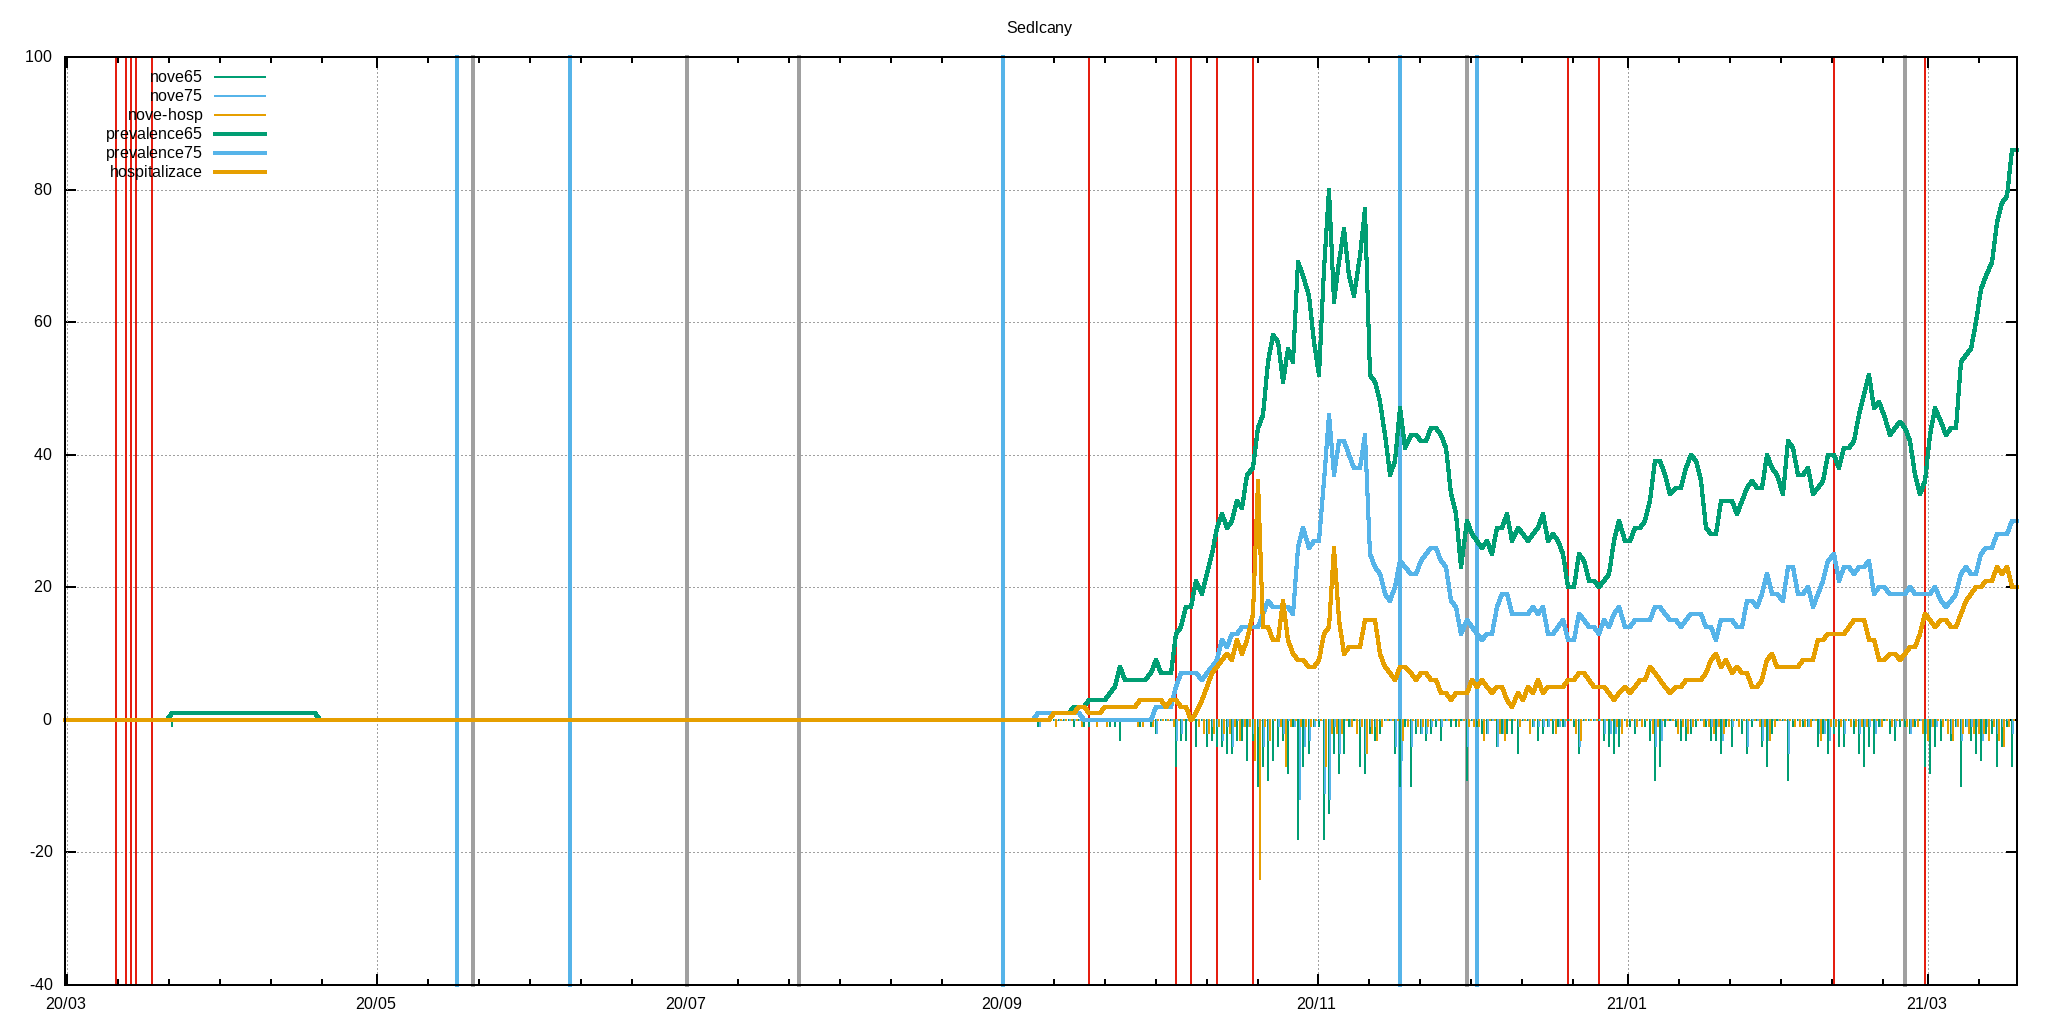 Sedlcany
100
80
60
40
20
0
-20
-40
nove65
nove75
nove-hosp
prevalence65
prevalence75
hospitalizace
20/03 20/05 20/07 20/09 20/11 21/01 21/03